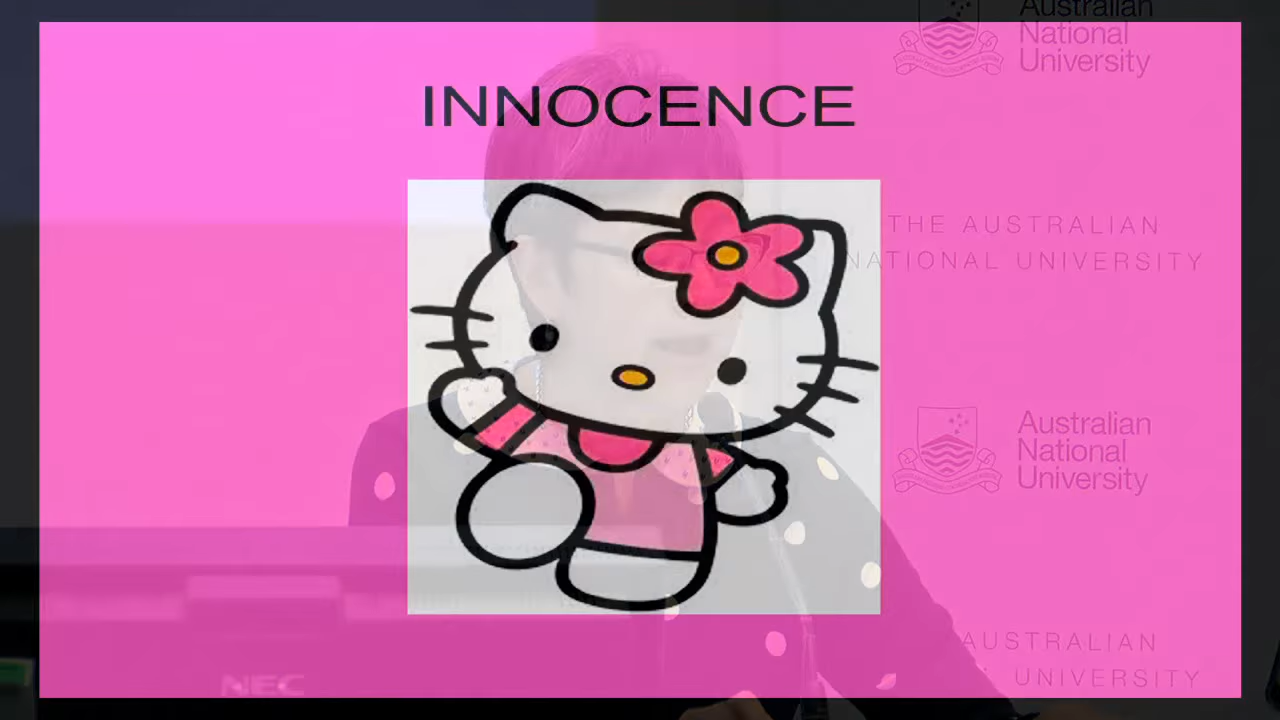 Australian
National
University
INNOCENCE
THE AUSTRALIAN
NATIONAL UNIVERSITY
Australian
National
University
AUSTRALIAN
UNIVERSITY
NEC